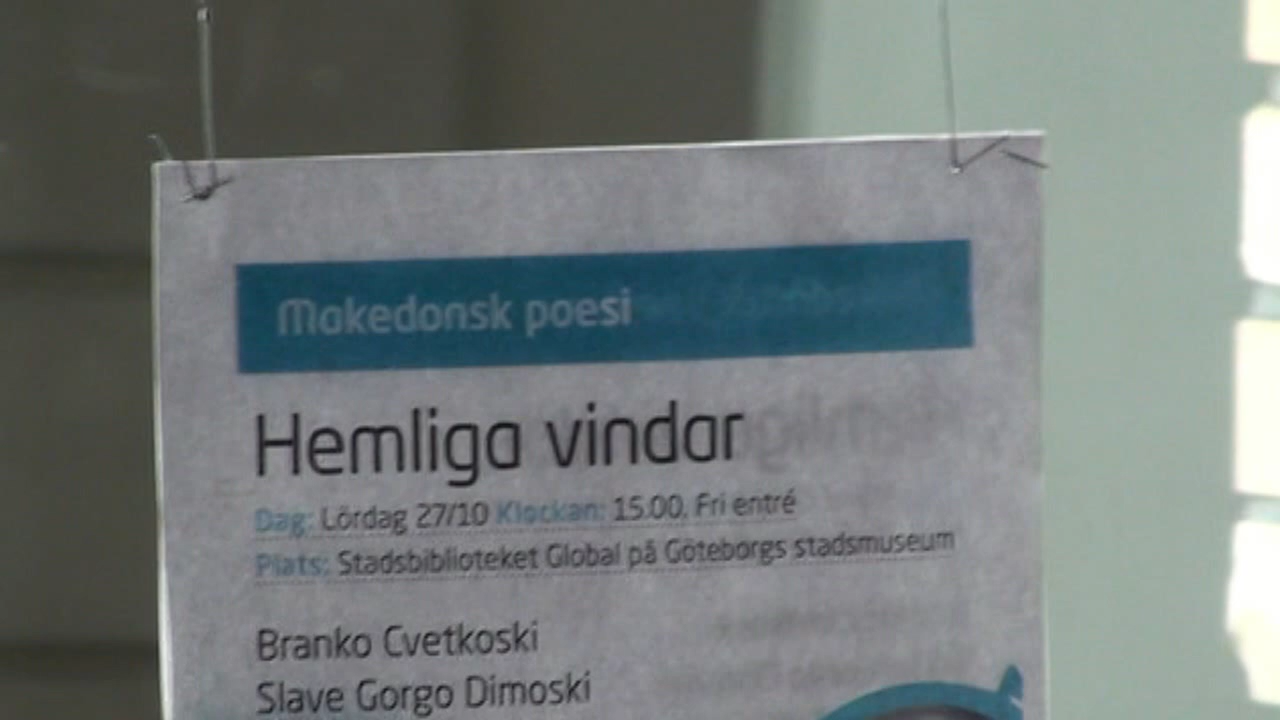 Makedonsk poesi
Hemliga vindar
Dag: Lördag 27/10 Klockan: 15.00. Fri entré
Plats: Stadsbiblioteket Global på Göteborgs stadsmuseum
Branko Cvetkoski
Slave Gorgo Dimoski